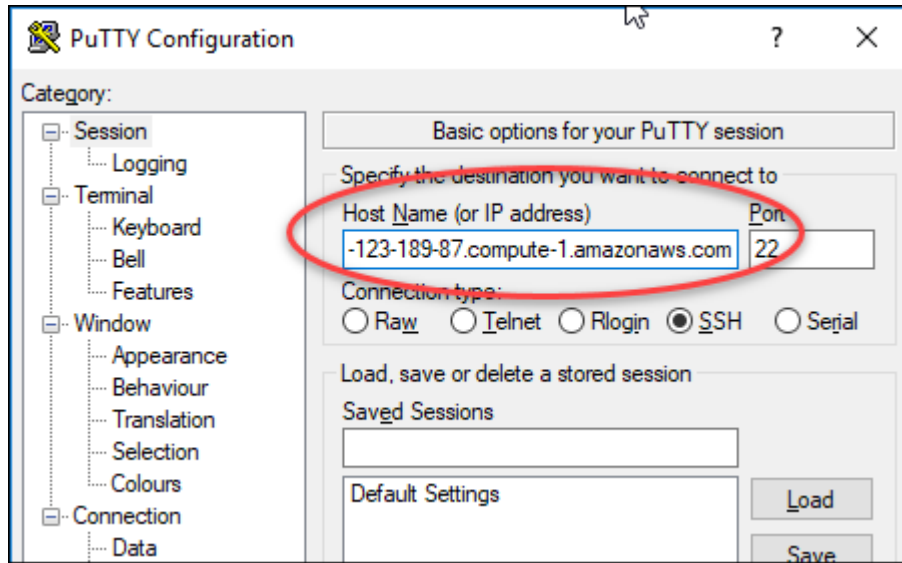 PuTTY Configuration ? ×
Category:
Session
Logging
Terminal
Keyboard
Bell
Features
Window
Appearance
Behaviour
Translation
Selection
Colours
Connection
Data
Basic options for your PuTTY session
Specify the destination you want to connect to
Host Name (or IP address) Port
-123-189-87.compute-1.amazonaws.com 22
Connection type:
Raw Telnet Rlogin SSH Serial
Load, save or delete a stored session
Saved Sessions
Default Settings
Load
Save